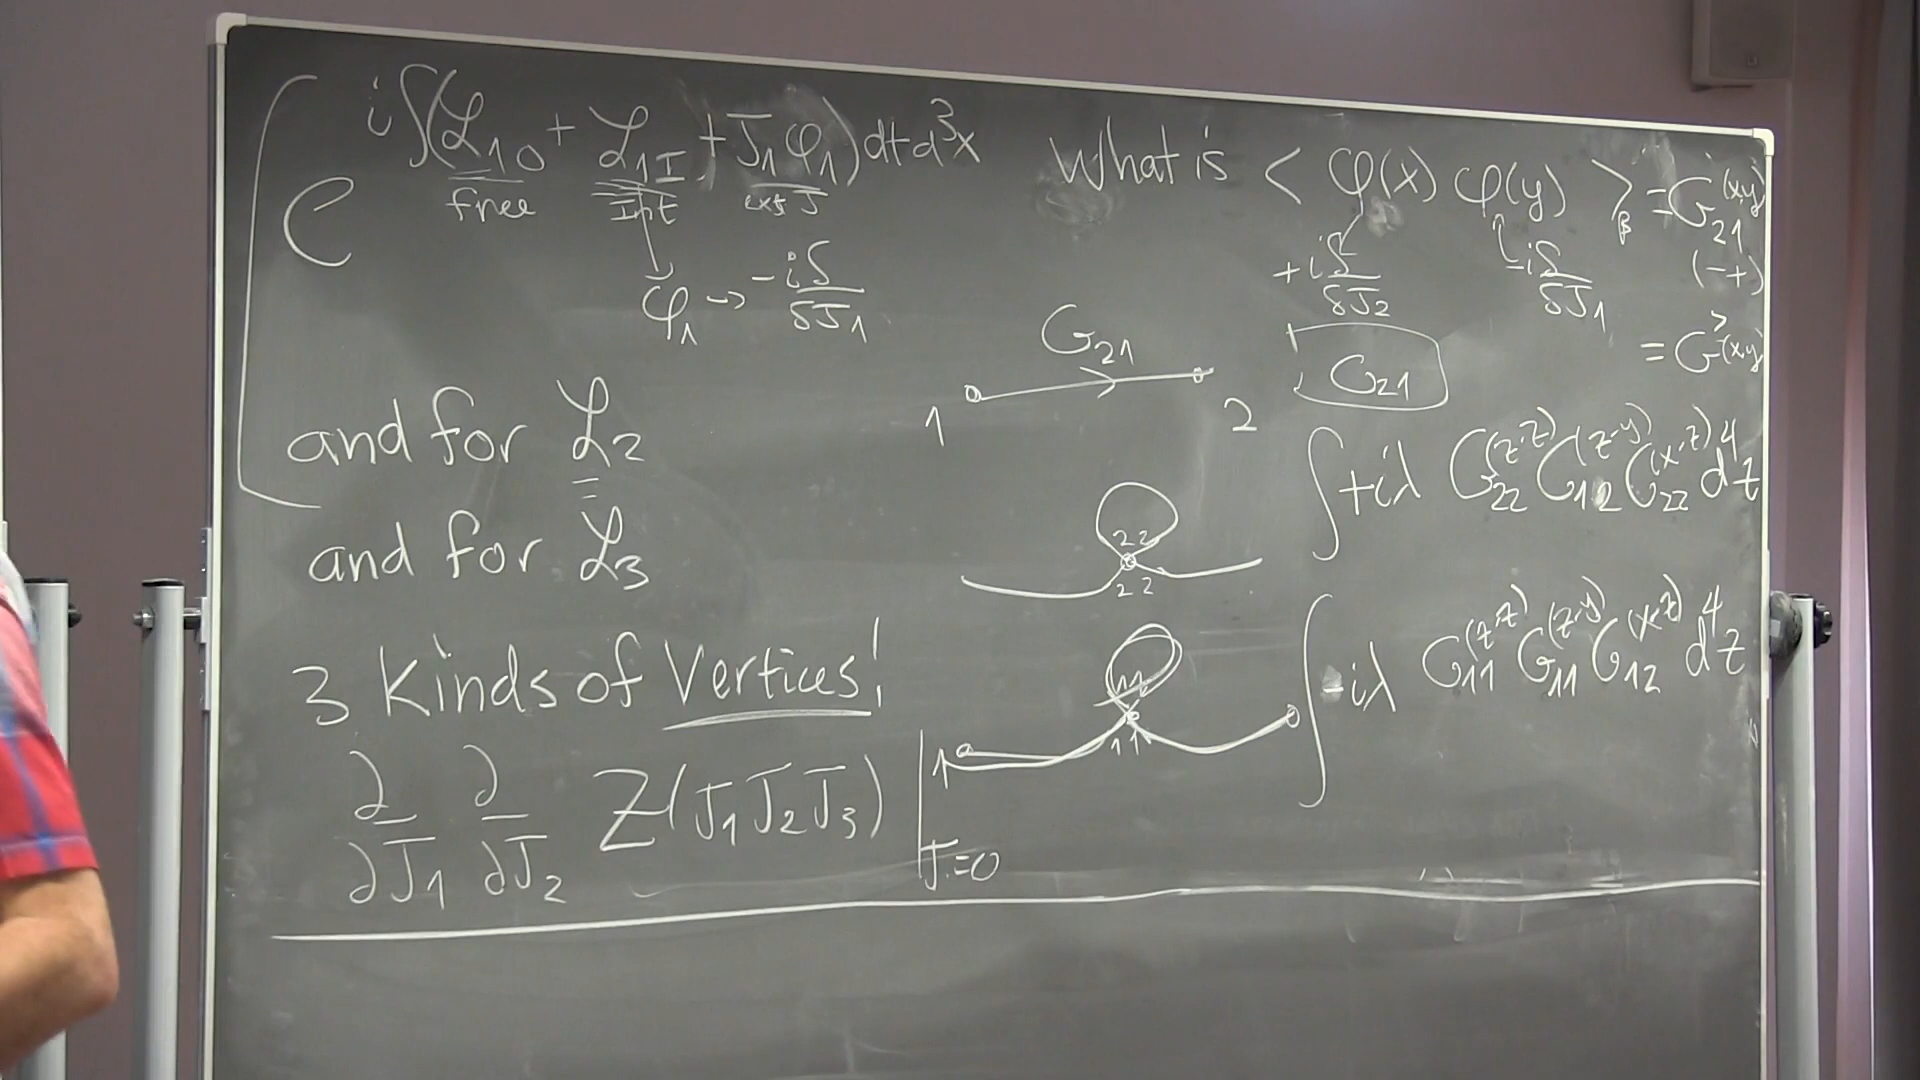 e^{i∫(ℒ_{10} + ℒ_{1I} + J_1 φ_1) dt d^3x}
free Int ext J
φ_1 → -iδ/δJ_1
and for ℒ_2
and for ℒ_3
3 kinds of Vertices!
∂/∂J_1 ∂/∂J_2 Z(J_1 J_2 J_3) |_{J=0}
What is < φ(x) φ(y) >_β = G_{21}^{(x,y)}
+iδ/δJ_2 -iδ/δJ_1 (-+)
= G^{>(x,y)}
G_{21}
1 2
G_{21}
∫ +iλ G_{22}^{(z-z)} G_{12}^{(z-y)} G_{22}^{(x-z)} d^4z
22
22
∫ -iλ G_{11}^{(z-z)} G_{11}^{(z-y)} G_{12}^{(x-z)} d^4z
11
11
1